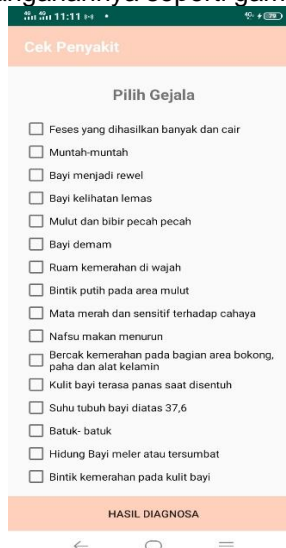 11:11
Cek Penyakit
Pilih Gejala
Feses yang dihasilkan banyak dan cair
Muntah-muntah
Bayi menjadi rewel
Bayi kelihatan lemas
Mulut dan bibir pecah pecah
Bayi demam
Ruam kemerahan di wajah
Bintik putih pada area mulut
Mata merah dan sensitif terhadap cahaya
Nafsu makan menurun
Bercak kemerahan pada bagian area bokong,
paha dan alat kelamin
Kulit bayi terasa panas saat disentuh
Suhu tubuh bayi diatas 37,6
Batuk- batuk
Hidung Bayi meler atau tersumbat
Bintik kemerahan pada kulit bayi
HASIL DIAGNOSA